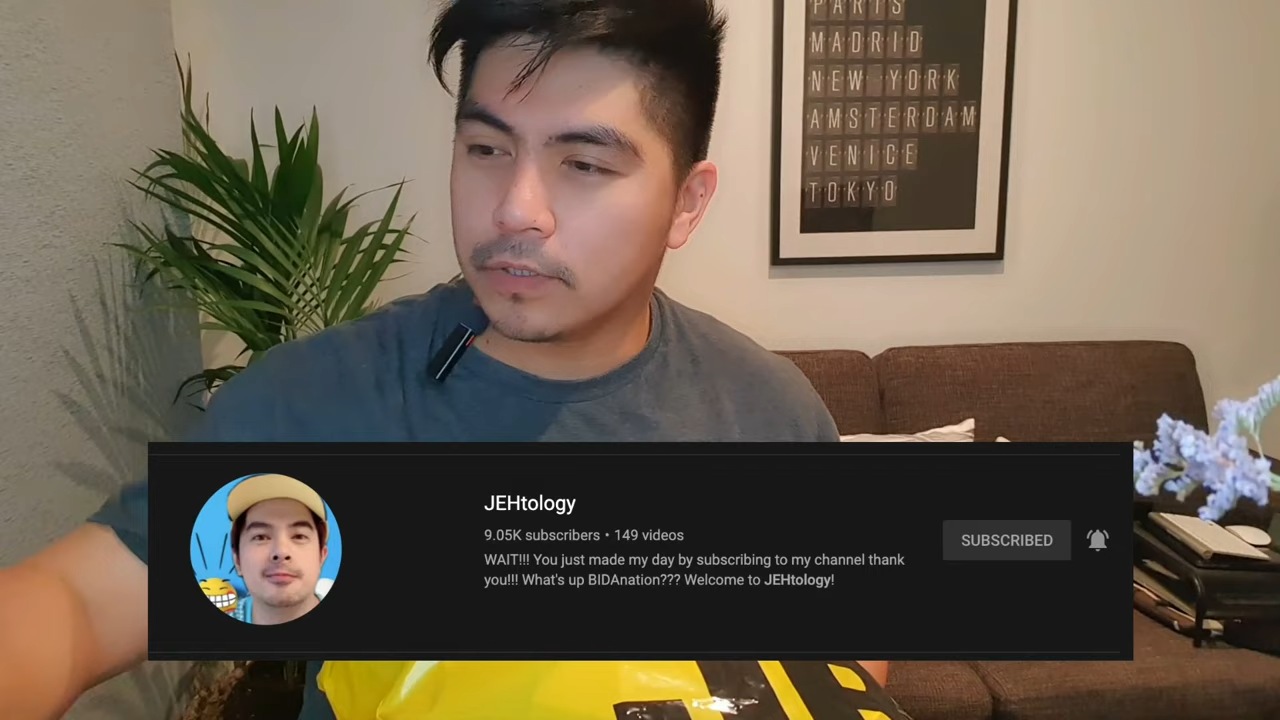 PARIS
MADRID
NEW YORK
AMSTERDAM
VENICE
TOKYO
JEHtology
9.05K subscribers • 149 videos
WAIT!!! You just made my day by subscribing to my channel thank
you!!! What's up BIDAnation??? Welcome to JEHtology!
SUBSCRIBED